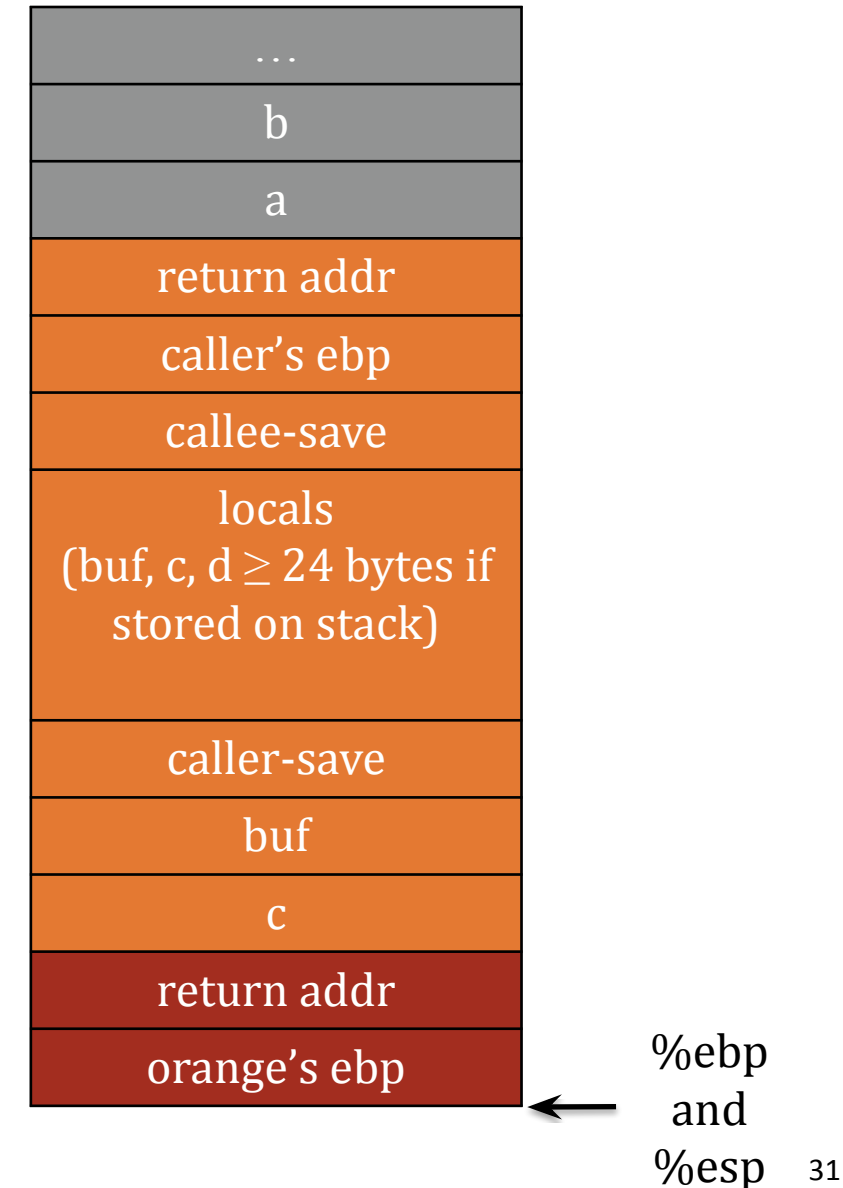 …
b
a
return addr
caller’s ebp
callee-save
locals
(buf, c, d ≥ 24 bytes if
stored on stack)
caller-save
buf
c
return addr
orange’s ebp
%ebp
and
%esp
31